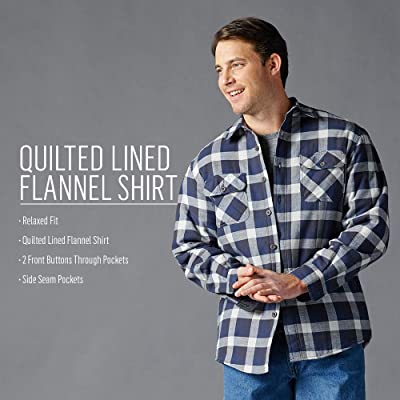 QUILTED LINED
FLANNEL SHIRT
· Relaxed Fit
· Quilted Lined Flannel Shirt
· 2 Front Buttons Through Pockets
· Side Seam Pockets